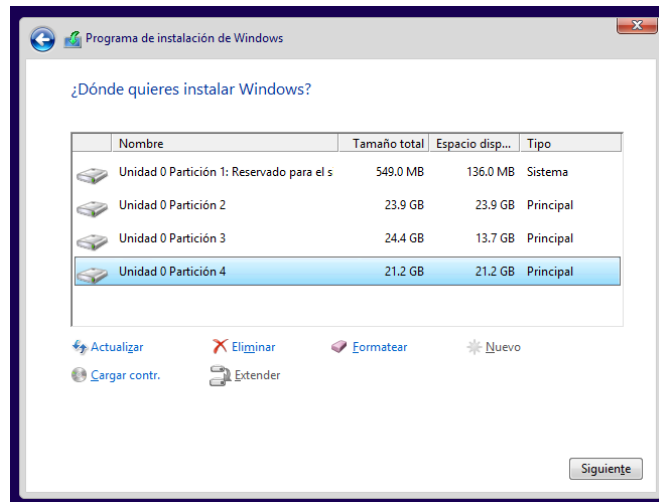 Programa de instalación de Windows
¿Dónde quieres instalar Windows?
Nombre Tamaño total Espacio disp... Tipo
Unidad 0 Partición 1: Reservado para el s 549.0 MB 136.0 MB Sistema
Unidad 0 Partición 2 23.9 GB 23.9 GB Principal
Unidad 0 Partición 3 24.4 GB 13.7 GB Principal
Unidad 0 Partición 4 21.2 GB 21.2 GB Principal
Actualizar Eliminar Formatear Nuevo
Cargar contr. Extender
Siguiente